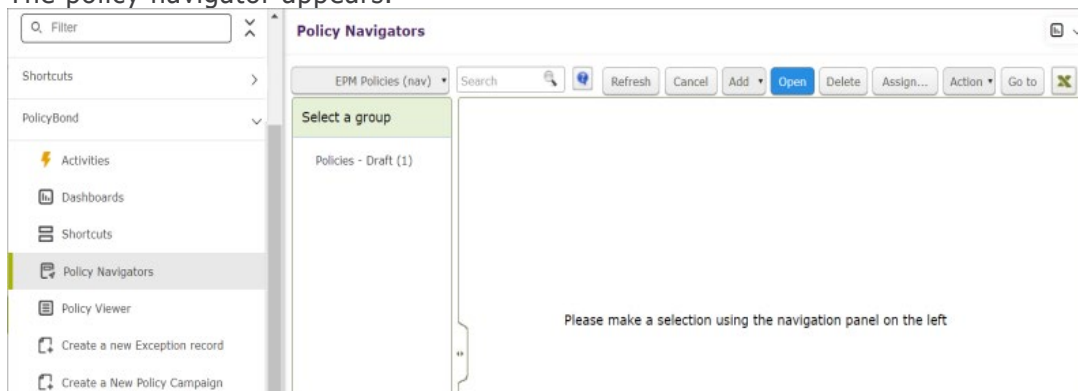 The policy navigator appears.
Filter
Policy Navigators
Shortcuts
EPM Policies (nav)
Search
Refresh
Cancel
Add
Open
Delete
Assign...
Action
Go to
PolicyBond
Select a group
Activities
Policies - Draft (1)
Dashboards
Shortcuts
Policy Navigators
Policy Viewer
Please make a selection using the navigation panel on the left
Create a new Exception record
Create a New Policy Campaign